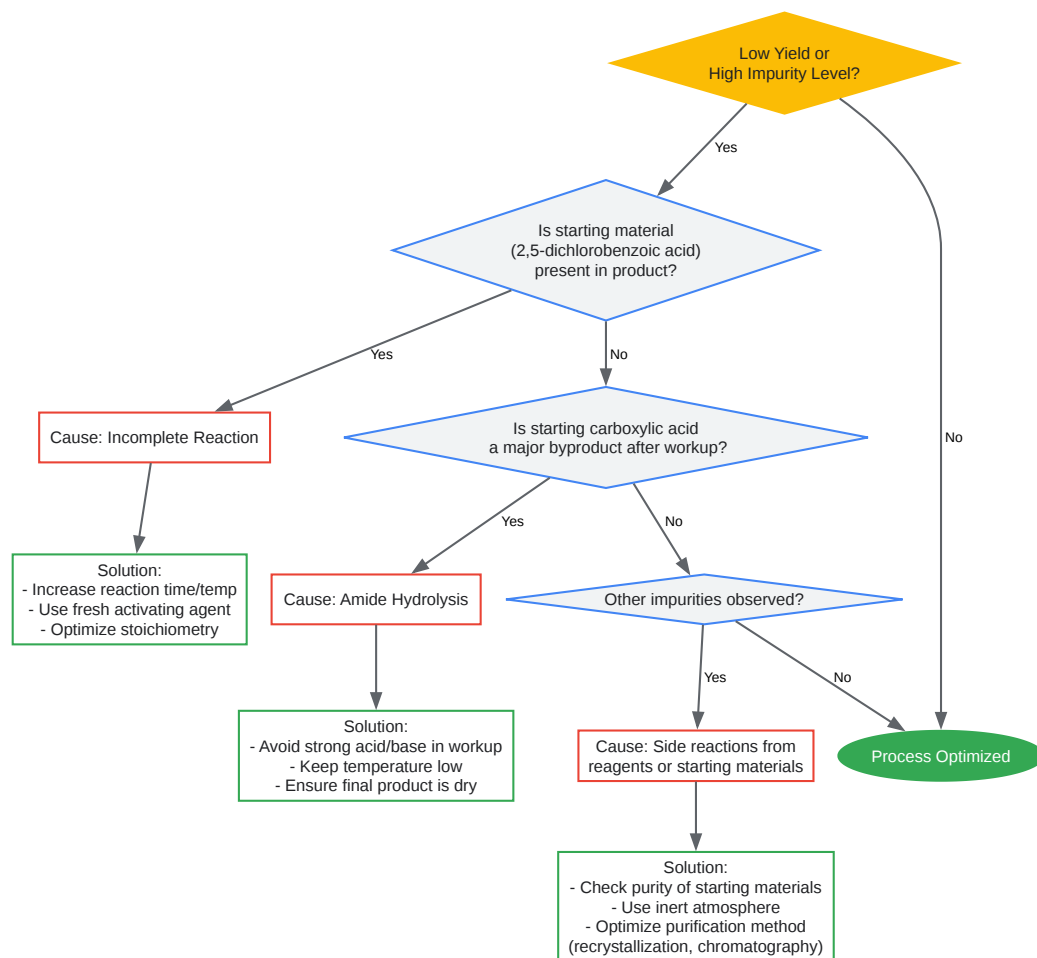 Low Yield or
High Impurity Level?
Yes
Is starting material
(2,5-dichlorobenzoic acid)
present in product?
Yes
No
Cause: Incomplete Reaction
Is starting carboxylic acid
a major byproduct after workup?
No
Yes
No
Solution:
- Increase reaction time/temp
- Use fresh activating agent
- Optimize stoichiometry
Cause: Amide Hydrolysis
Other impurities observed?
Yes
No
Solution:
- Avoid strong acid/base in workup
- Keep temperature low
- Ensure final product is dry
Cause: Side reactions from
reagents or starting materials
Process Optimized
Solution:
- Check purity of starting materials
- Use inert atmosphere
- Optimize purification method
(recrystallization, chromatography)